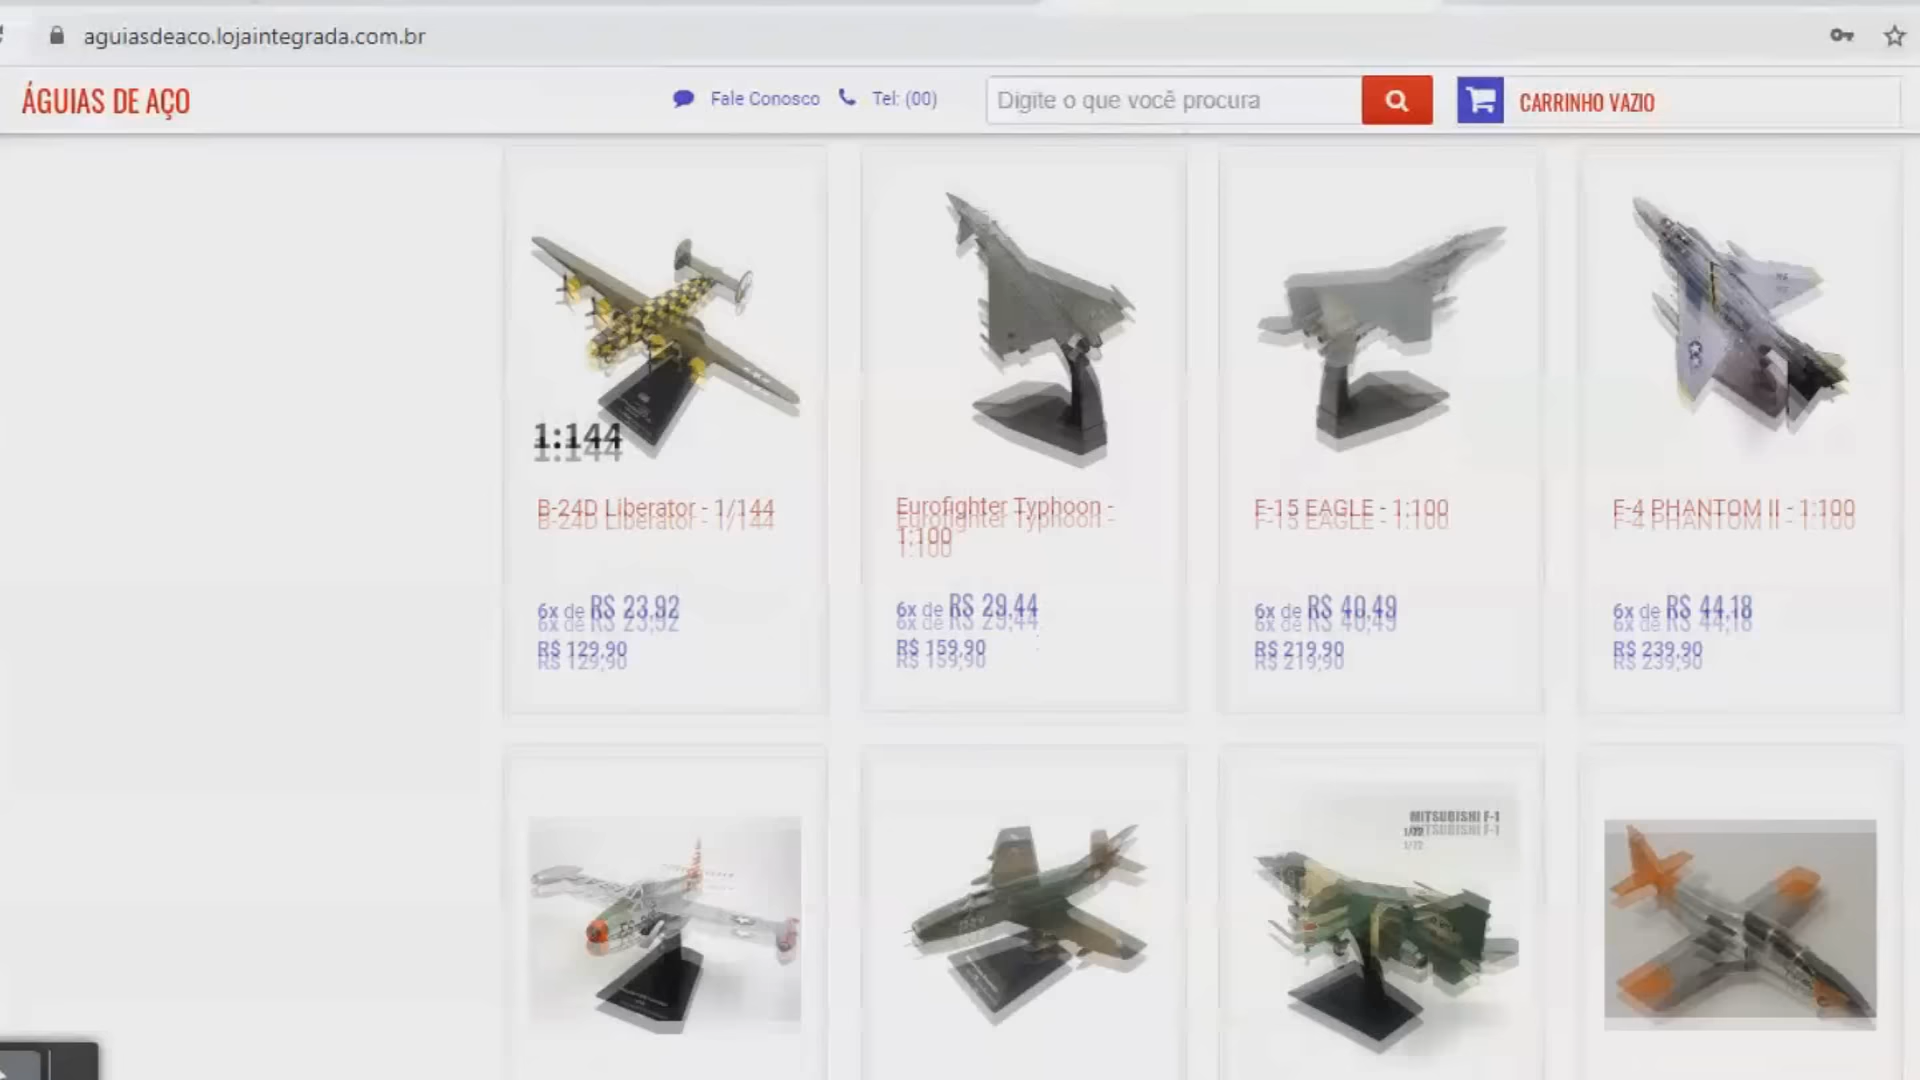 aguiasdeaco.lojaintegrada.com.br
ÁGUIAS DE AÇO
Fale Conosco
Tel: (00)
Digite o que você procura
CARRINHO VAZIO
1:144
B-24D Liberator - 1/144
6x de R$ 23,92
R$ 129,90
Eurofighter Typhoon -
1:100
6x de R$ 29,44
R$ 159,90
F-15 EAGLE - 1:100
6x de R$ 40,49
R$ 219,90
F-4 PHANTOM II - 1:100
6x de R$ 44,18
R$ 239,90
MITSUBISHI F-1
1/72